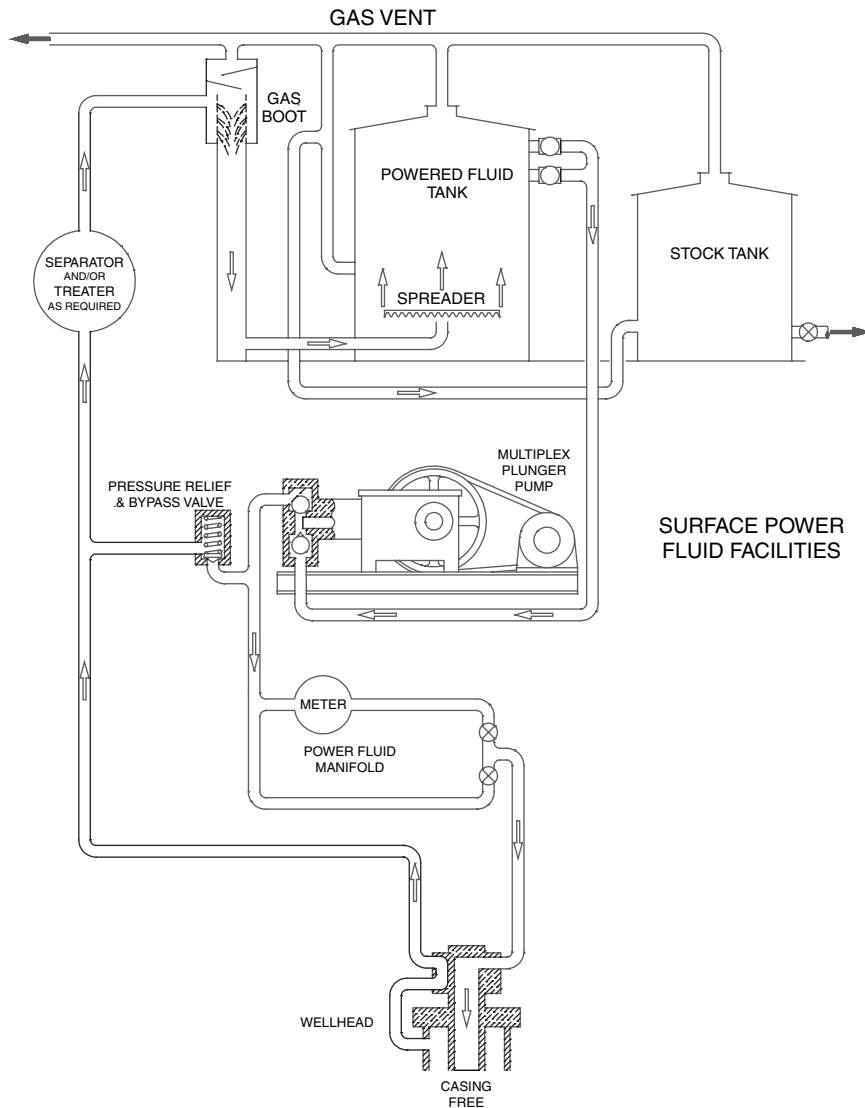 GAS VENT
GAS
BOOT
POWERED FLUID
TANK
STOCK TANK
SEPARATOR
AND/OR
TREATER
AS REQUIRED
SPREADER
MULTIPLEX
PLUNGER
PUMP
PRESSURE RELIEF
.& BYPASS VALVE
SURFACE POWER
FLUID FACILITIES
METER
POWER FLUID
MANIFOLD
WELLHEAD
CASING
FREE